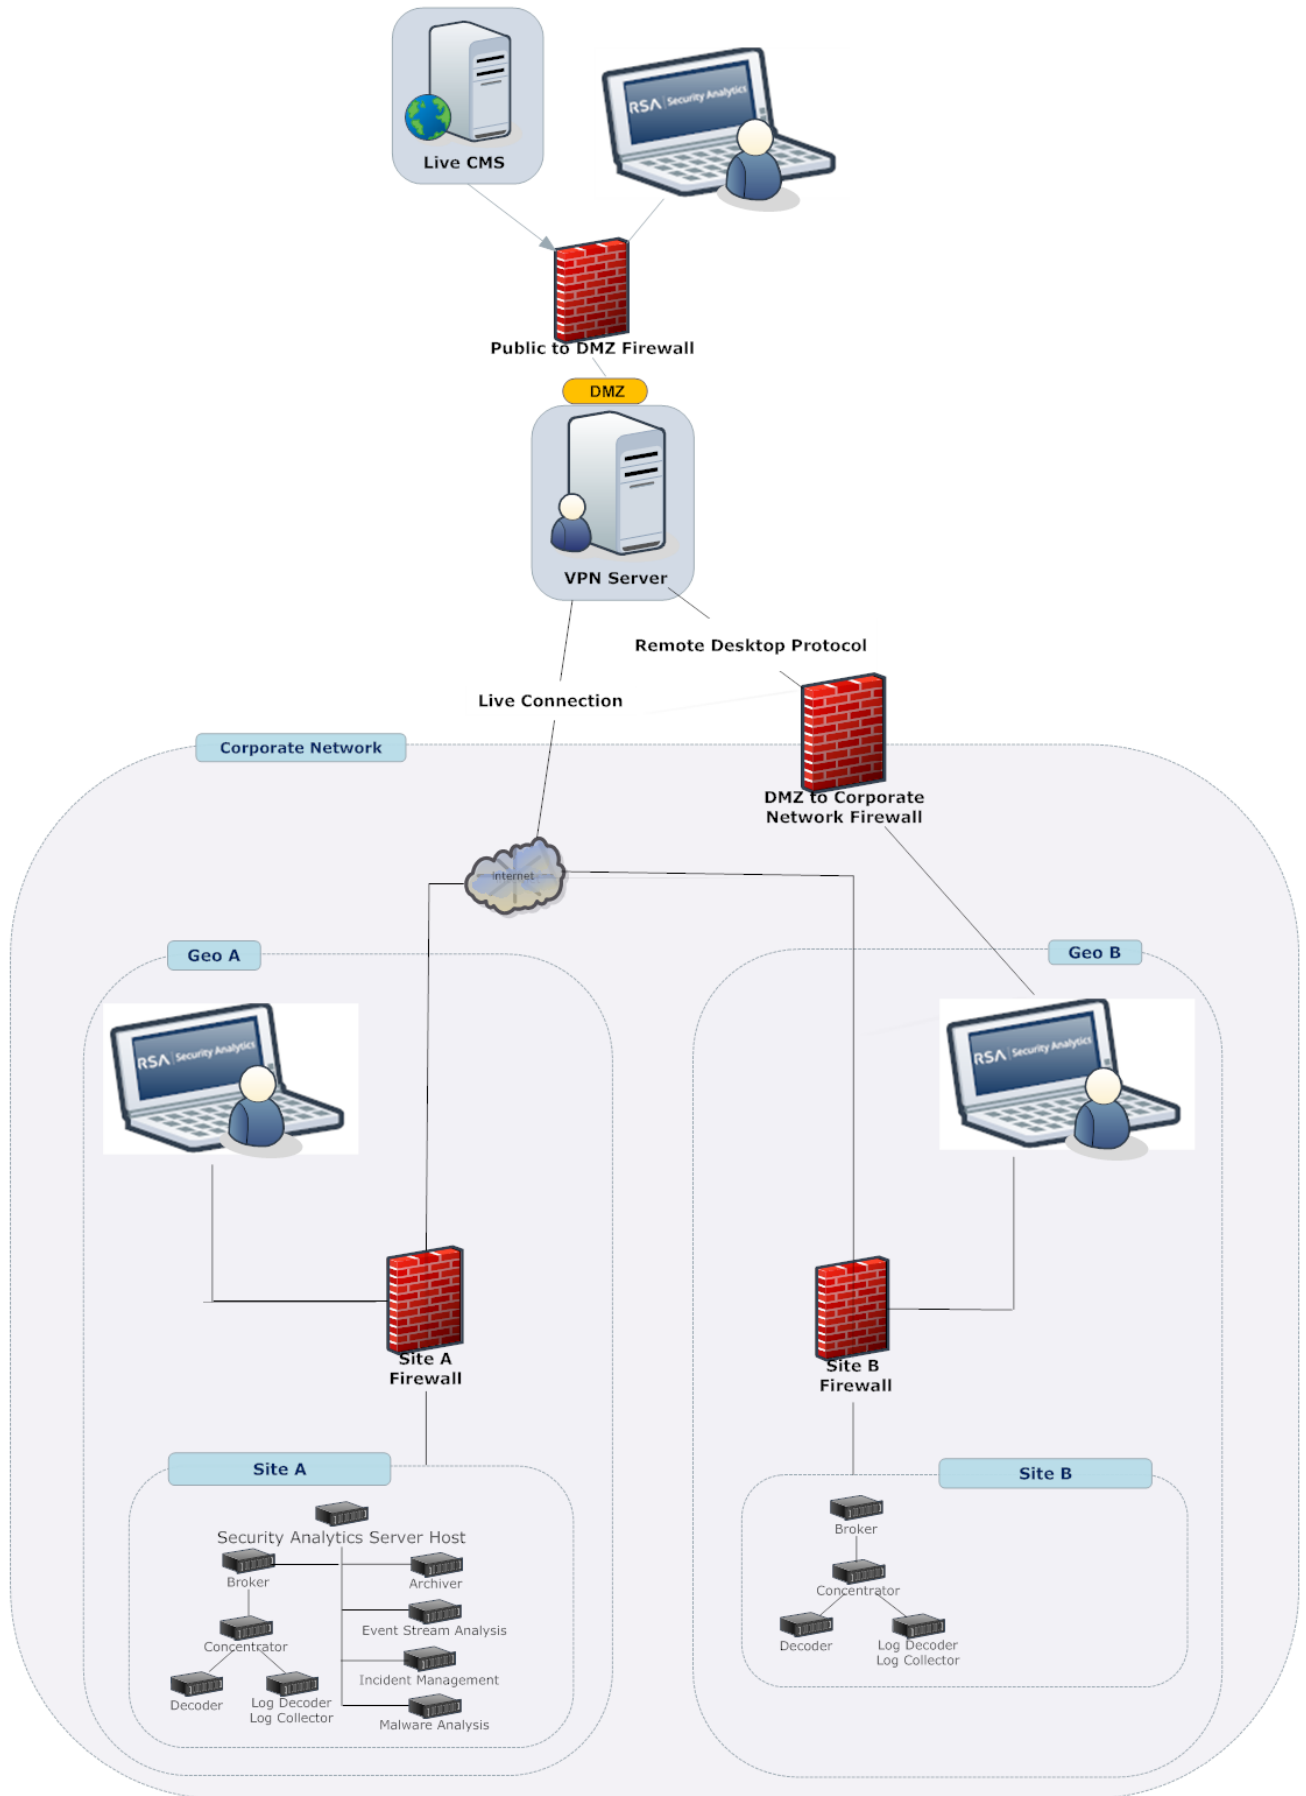 RSA Security Analytics
Live CMS
Public to DMZ Firewall
DMZ
VPN Server
Remote Desktop Protocol
Live Connection
Corporate Network
DMZ to Corporate
Network Firewall
Internet
Geo A
Geo B
RSA Security Analytics
RSA Security Analytics
Site A
Firewall
Site B
Firewall
Site A
Security Analytics Server Host
Broker
Archiver
Event Stream Analysis
Concentrator
Incident Management
Decoder
Log Decoder
Log Collector
Malware Analysis
Site B
Broker
Concentrator
Decoder
Log Decoder
Log Collector